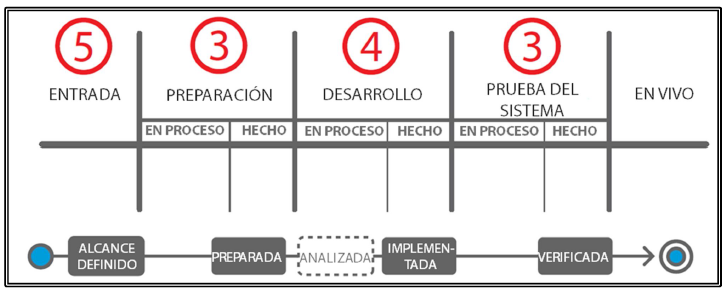 5
3
4
3
ENTRADA
PREPARACIÓN
DESARROLLO
PRUEBA DEL
SISTEMA
EN VIVO
EN PROCESO
HECHO
EN PROCESO
HECHO
EN PROCESO
HECHO
ALCANCE
DEFINIDO
PREPARADA
ANALIZADA
IMPLEMEN-
TADA
VERIFICADA